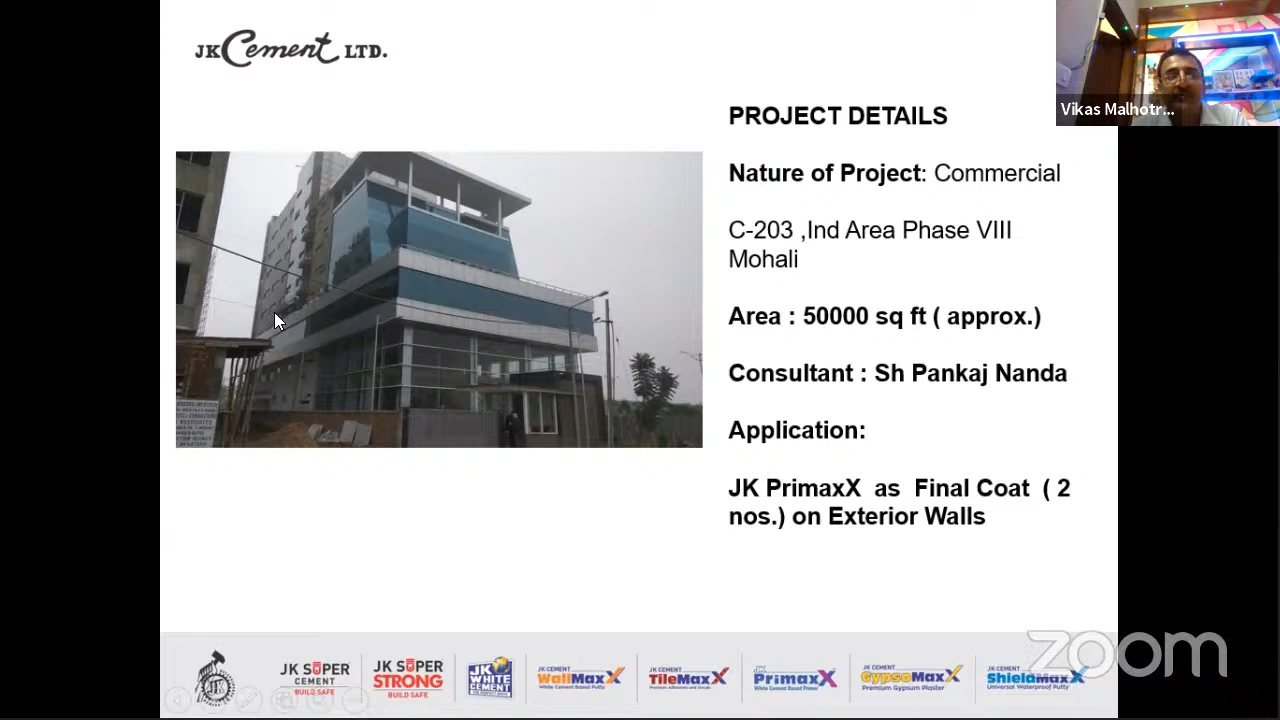 JK Cement LTD.
Vikas Malhotr...
PROJECT DETAILS
Nature of Project: Commercial
C-203 ,Ind Area Phase VIII
Mohali
Area : 50000 sq ft ( approx.)
Consultant : Sh Pankaj Nanda
Application:
JK PrimaxX as Final Coat ( 2
nos.) on Exterior Walls
JK SUPER
CEMENT
BUILD SAFE
JK SUPER
STRONG
BUILD SAFE
JK
WHITE
CEMENT
JK CEMENT
WallMaxX
White Cement Based Putty
JK CEMENT
TileMaxX
Premium Adhesives and Grouts
JK
PrimaxX
White Cement Based Primer
JK CEMENT
GypsoMaxX
Premium Gypsum Plaster
JK CEMENT
ShieldMaxX
Universal Waterproof Putty
zoom